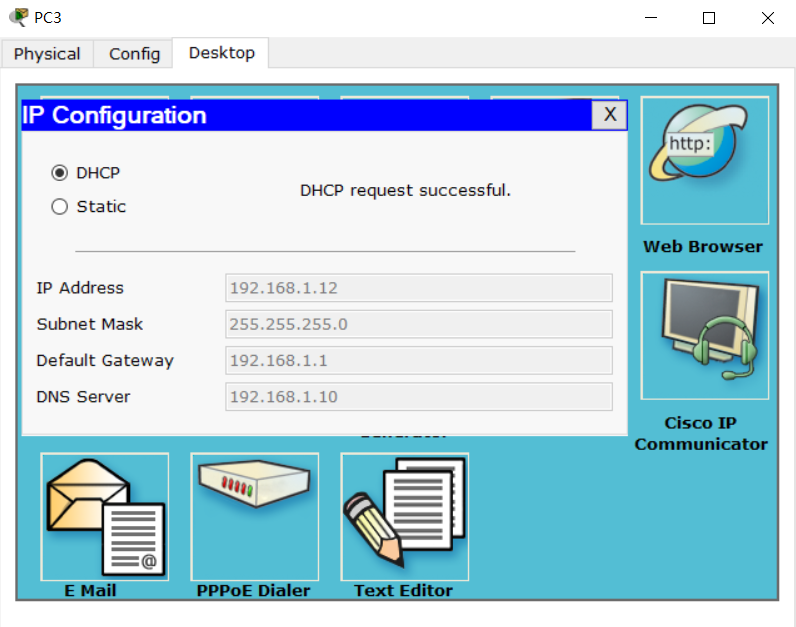 PC3
Physical Config Desktop
IP Configuration X
http:
DHCP
DHCP request successful.
Static
Web Browser
IP Address 192.168.1.12
Subnet Mask 255.255.255.0
Default Gateway 192.168.1.1
DNS Server 192.168.1.10
Cisco IP
Communicator
@
E Mail PPPoE Dialer Text Editor